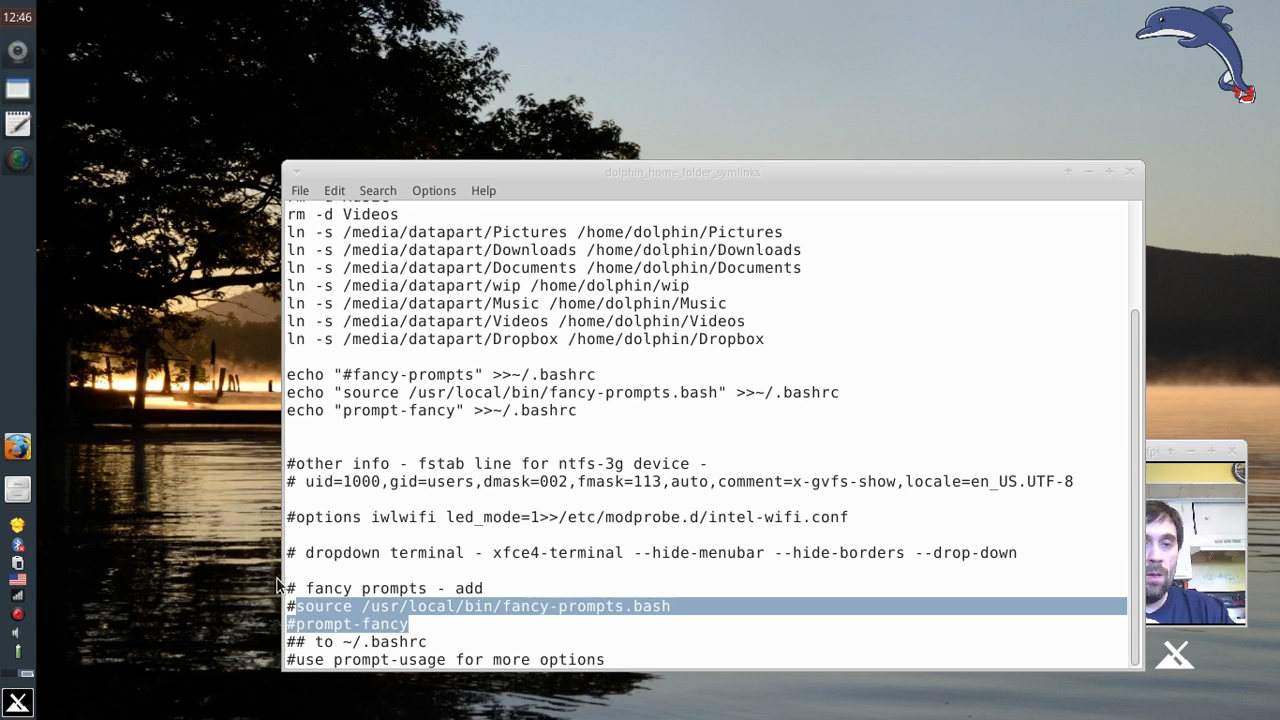 12:46
dolphin_home_folder_symlinks
File Edit Search Options Help
rm -d Videos
ln -s /media/datapart/Pictures /home/dolphin/Pictures
ln -s /media/datapart/Downloads /home/dolphin/Downloads
ln -s /media/datapart/Documents /home/dolphin/Documents
ln -s /media/datapart/wip /home/dolphin/wip
ln -s /media/datapart/Music /home/dolphin/Music
ln -s /media/datapart/Videos /home/dolphin/Videos
ln -s /media/datapart/Dropbox /home/dolphin/Dropbox
echo "#fancy-prompts" >>~/.bashrc
echo "source /usr/local/bin/fancy-prompts.bash" >>~/.bashrc
echo "prompt-fancy" >>~/.bashrc
#other info - fstab line for ntfs-3g device -
# uid=1000,gid=users,dmask=002,fmask=113,auto,comment=x-gvfs-show,locale=en_US.UTF-8
#options iwlwifi led_mode=1>>/etc/modprobe.d/intel-wifi.conf
# dropdown terminal - xfce4-terminal --hide-menubar --hide-borders --drop-down
# fancy prompts - add
#source /usr/local/bin/fancy-prompts.bash
#prompt-fancy
## to ~/.bashrc
#use prompt-usage for more options